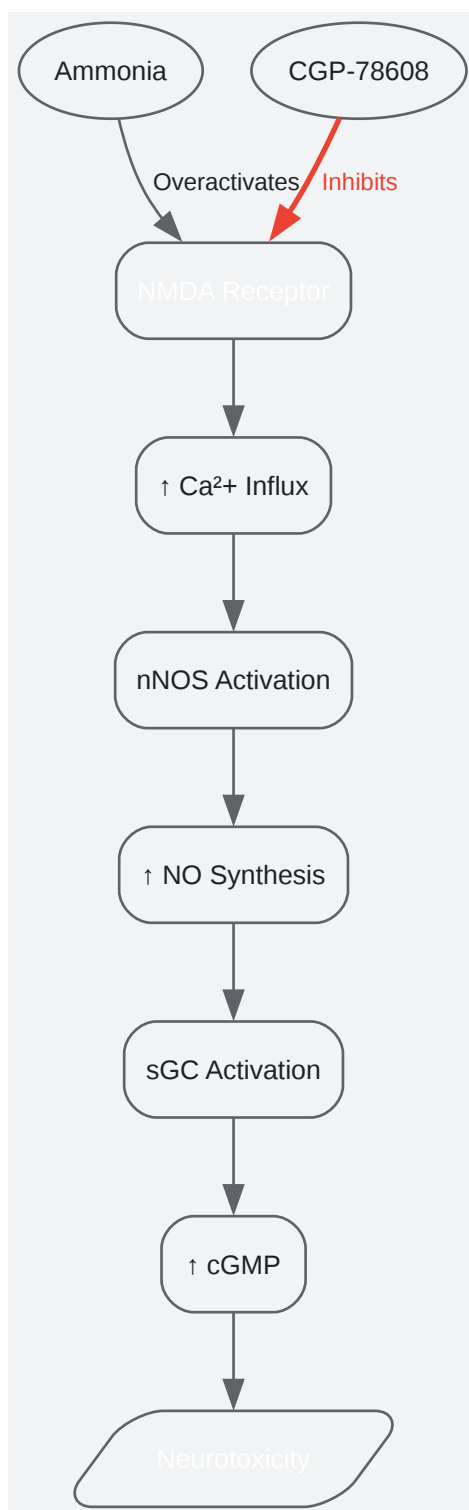 Ammonia
CGP-78608
Overactivates
Inhibits
NMDA Receptor
↑ Ca²+ Influx
nNOS Activation
↑ NO Synthesis
sGC Activation
↑ cGMP
Neurotoxicity